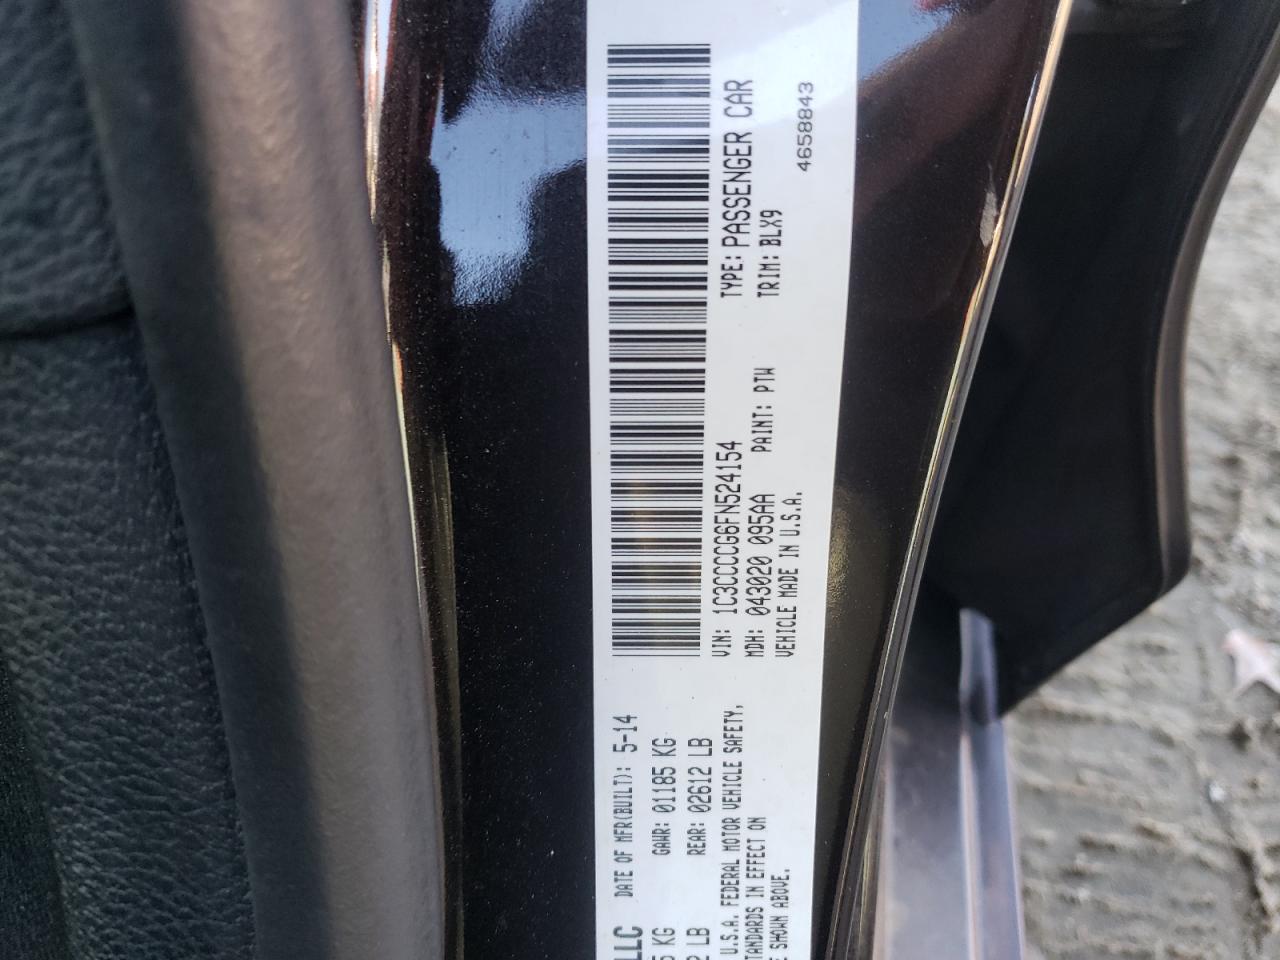 LLC DATE OF MFR(BUILT): 5-14
KG GAWR: 01185 KG
LB REAR: 02612 LB
U.S.A. FEDERAL MOTOR VEHICLE SAFETY,
TANDARDS IN EFFECT ON
E SHOWN ABOVE.
VIN: 1C3CCCCG6FN524154 TYPE: PASSENGER CAR
MDH: 043020 095AA PAINT: PTW TRIM: BLX9
VEHICLE MADE IN U.S.A.
4658843